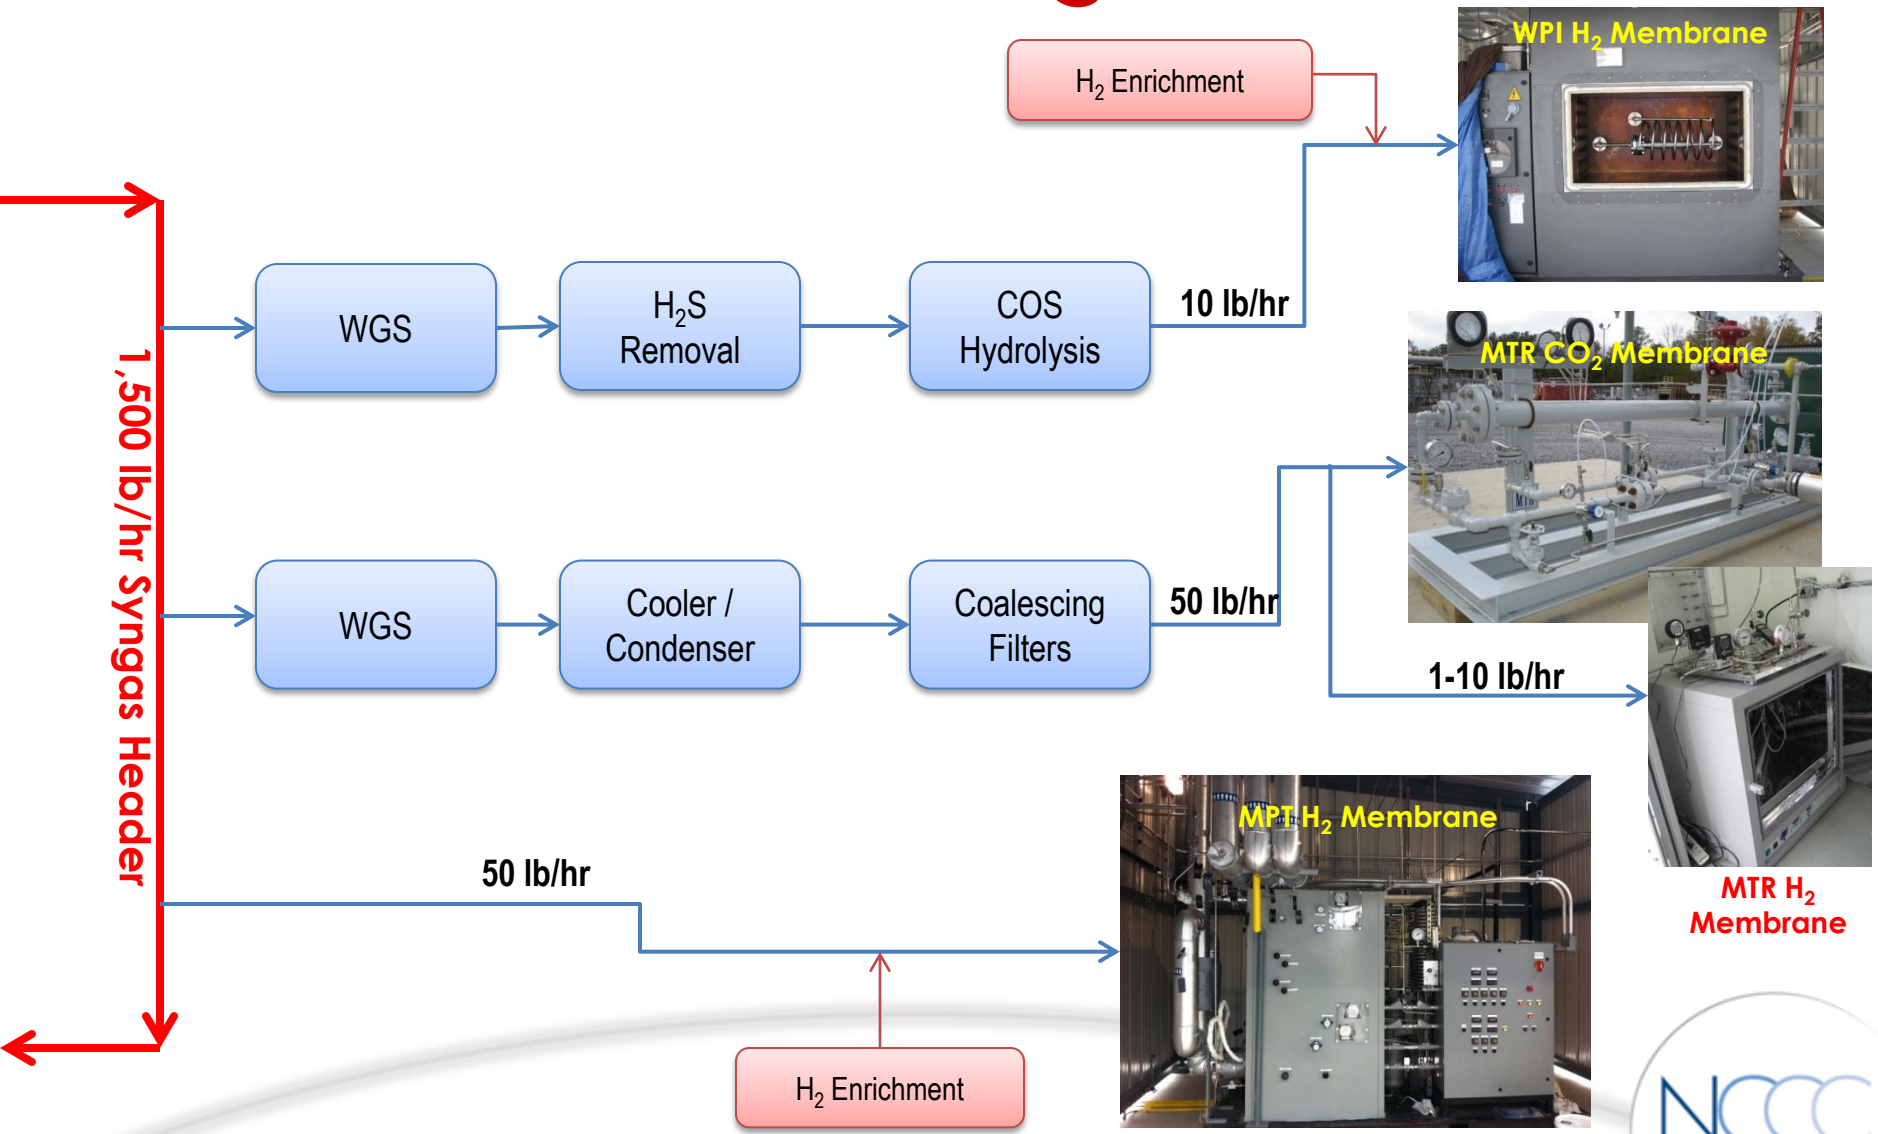 H₂ Enrichment
WPI H₂ Membrane
1,500 lb/hr Syngas Header
WGS
H₂S
Removal
COS
Hydrolysis
10 lb/hr
MTR CO₂ Membrane
WGS
Cooler /
Condenser
Coalescing
Filters
50 lb/hr
1-10 lb/hr
MTR H₂
Membrane
50 lb/hr
MPT H₂ Membrane
H₂ Enrichment
NCCC